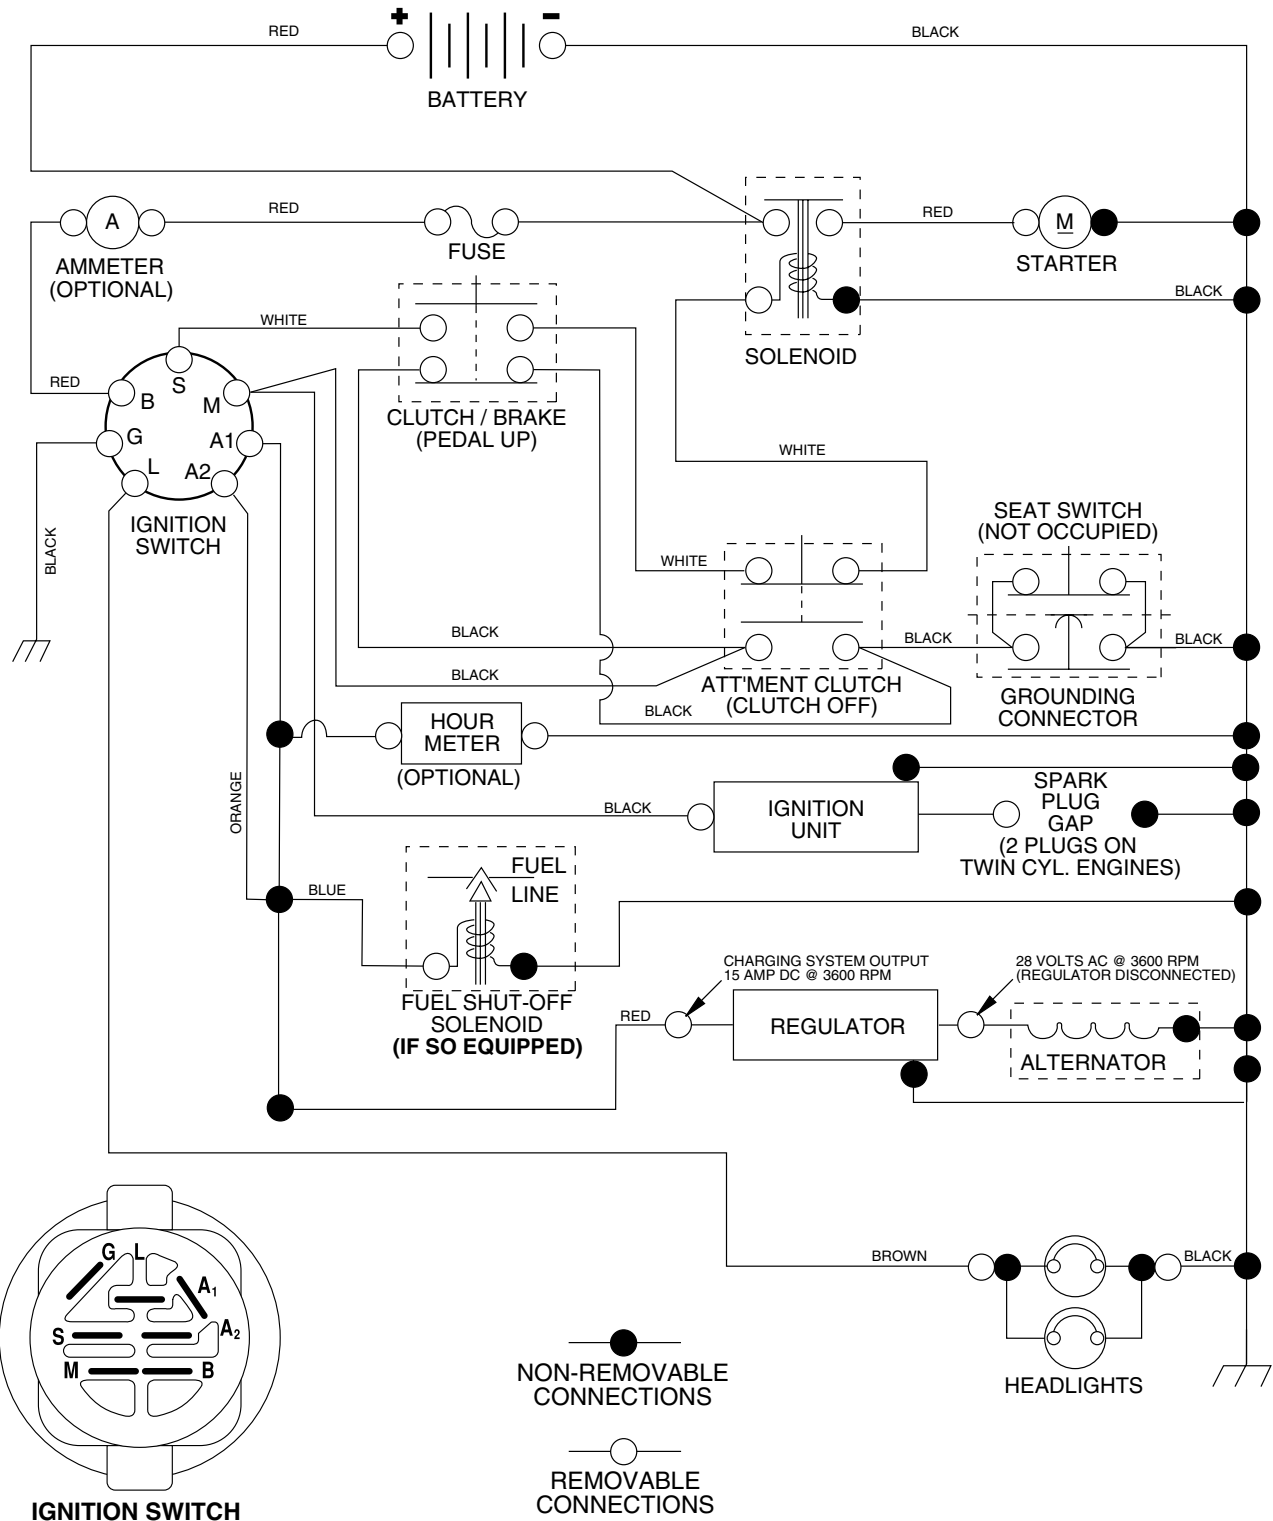 +
−
RED
BLACK
BATTERY
RED
A
AMMETER
(OPTIONAL)
FUSE
RED
M
STARTER
SOLENOID
BLACK
WHITE
RED
S
B
M
G
A1
L
A2
IGNITION
SWITCH
CLUTCH / BRAKE
(PEDAL UP)
WHITE
BLACK
SEAT SWITCH
(NOT OCCUPIED)
WHITE
BLACK
BLACK
BLACK
BLACK
ATT'MENT CLUTCH
(CLUTCH OFF)
GROUNDING
CONNECTOR
BLACK
HOUR
METER
(OPTIONAL)
ORANGE
BLACK
IGNITION
UNIT
SPARK
PLUG
GAP
(2 PLUGS ON
TWIN CYL. ENGINES)
FUEL
LINE
BLUE
FUEL SHUT-OFF
SOLENOID
(IF SO EQUIPPED)
CHARGING SYSTEM OUTPUT
15 AMP DC @ 3600 RPM
28 VOLTS AC @ 3600 RPM
(REGULATOR DISCONNECTED)
RED
REGULATOR
ALTERNATOR
BROWN
BLACK
HEADLIGHTS
G
L
A1
A2
S
M
B
IGNITION SWITCH
NON-REMOVABLE
CONNECTIONS
REMOVABLE
CONNECTIONS